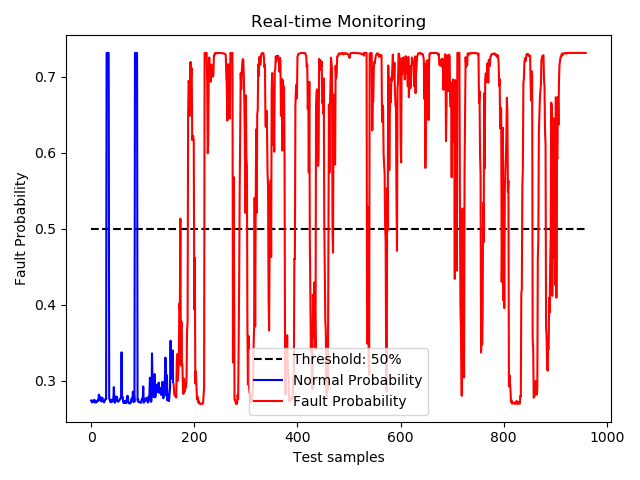 Real-time Monitoring
Fault Probability
0.7
0.6
0.5
0.4
0.3
Threshold: 50%
Normal Probability
Fault Probability
0 200 400 600 800 1000
Test samples